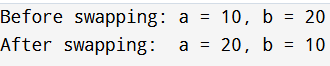 Before swapping: a = 10, b = 20
After swapping:  a = 20, b = 10